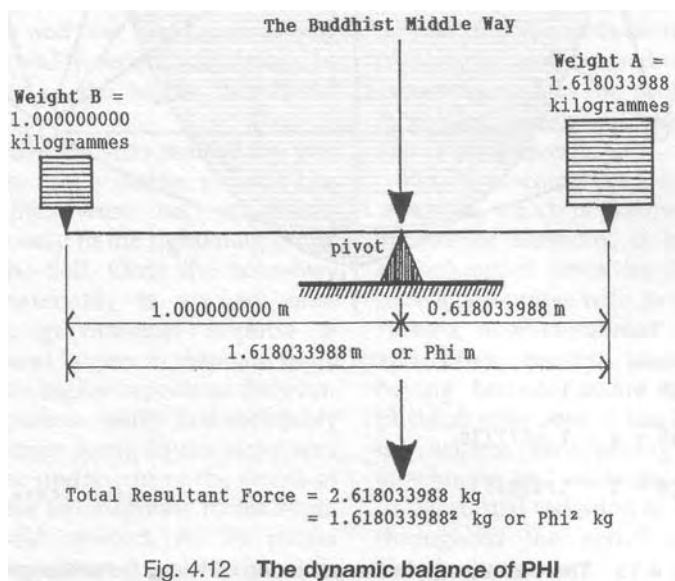 The Buddhist Middle Way
Weight B =
1.000000000
kilogrammes
Weight A =
1.618033988
kilogrammes
pivot
1.000000000 m
0.618033988 m
1.618033988 m or Phi m
Total Resultant Force = 2.618033988 kg
= 1.618033988² kg or Phi² kg
Fig. 4.12 The dynamic balance of PHI